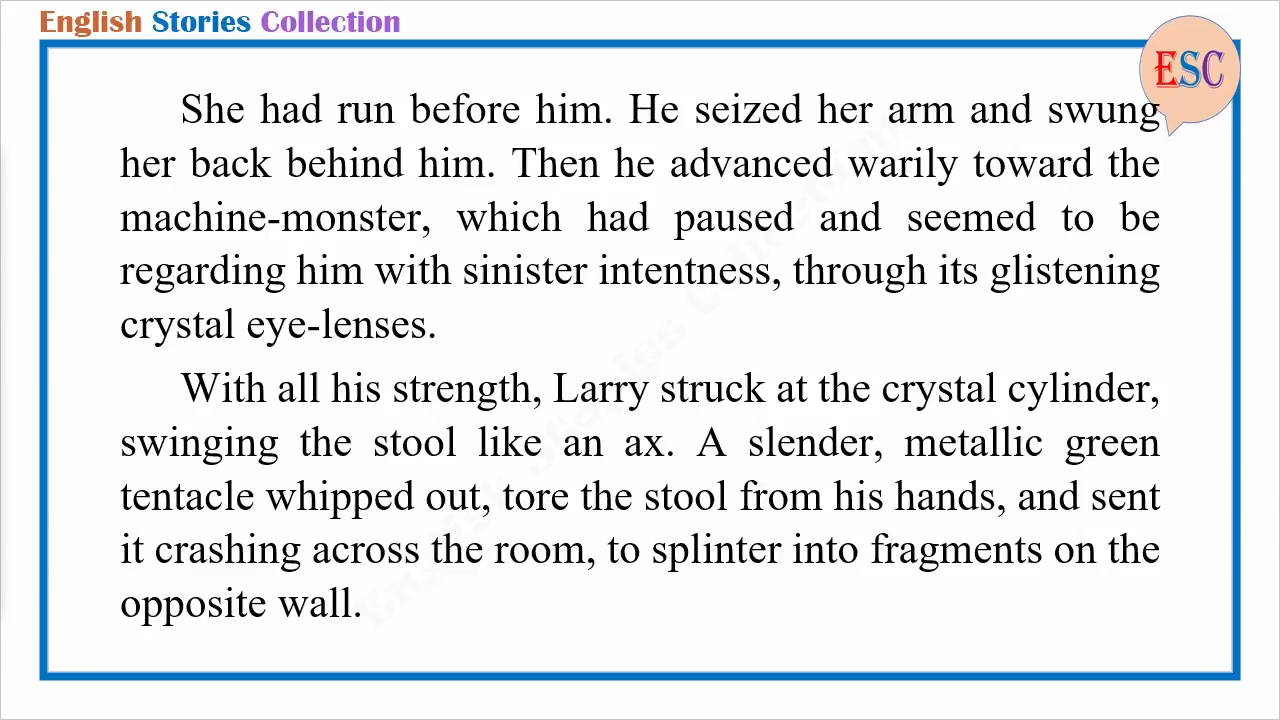 English Stories Collection
ESC
She had run before him. He seized her arm and swung
her back behind him. Then he advanced warily toward the
machine-monster, which had paused and seemed to be
regarding him with sinister intentness, through its glistening
crystal eye-lenses.
With all his strength, Larry struck at the crystal cylinder,
swinging the stool like an ax. A slender, metallic green
tentacle whipped out, tore the stool from his hands, and sent
it crashing across the room, to splinter into fragments on the
opposite wall.